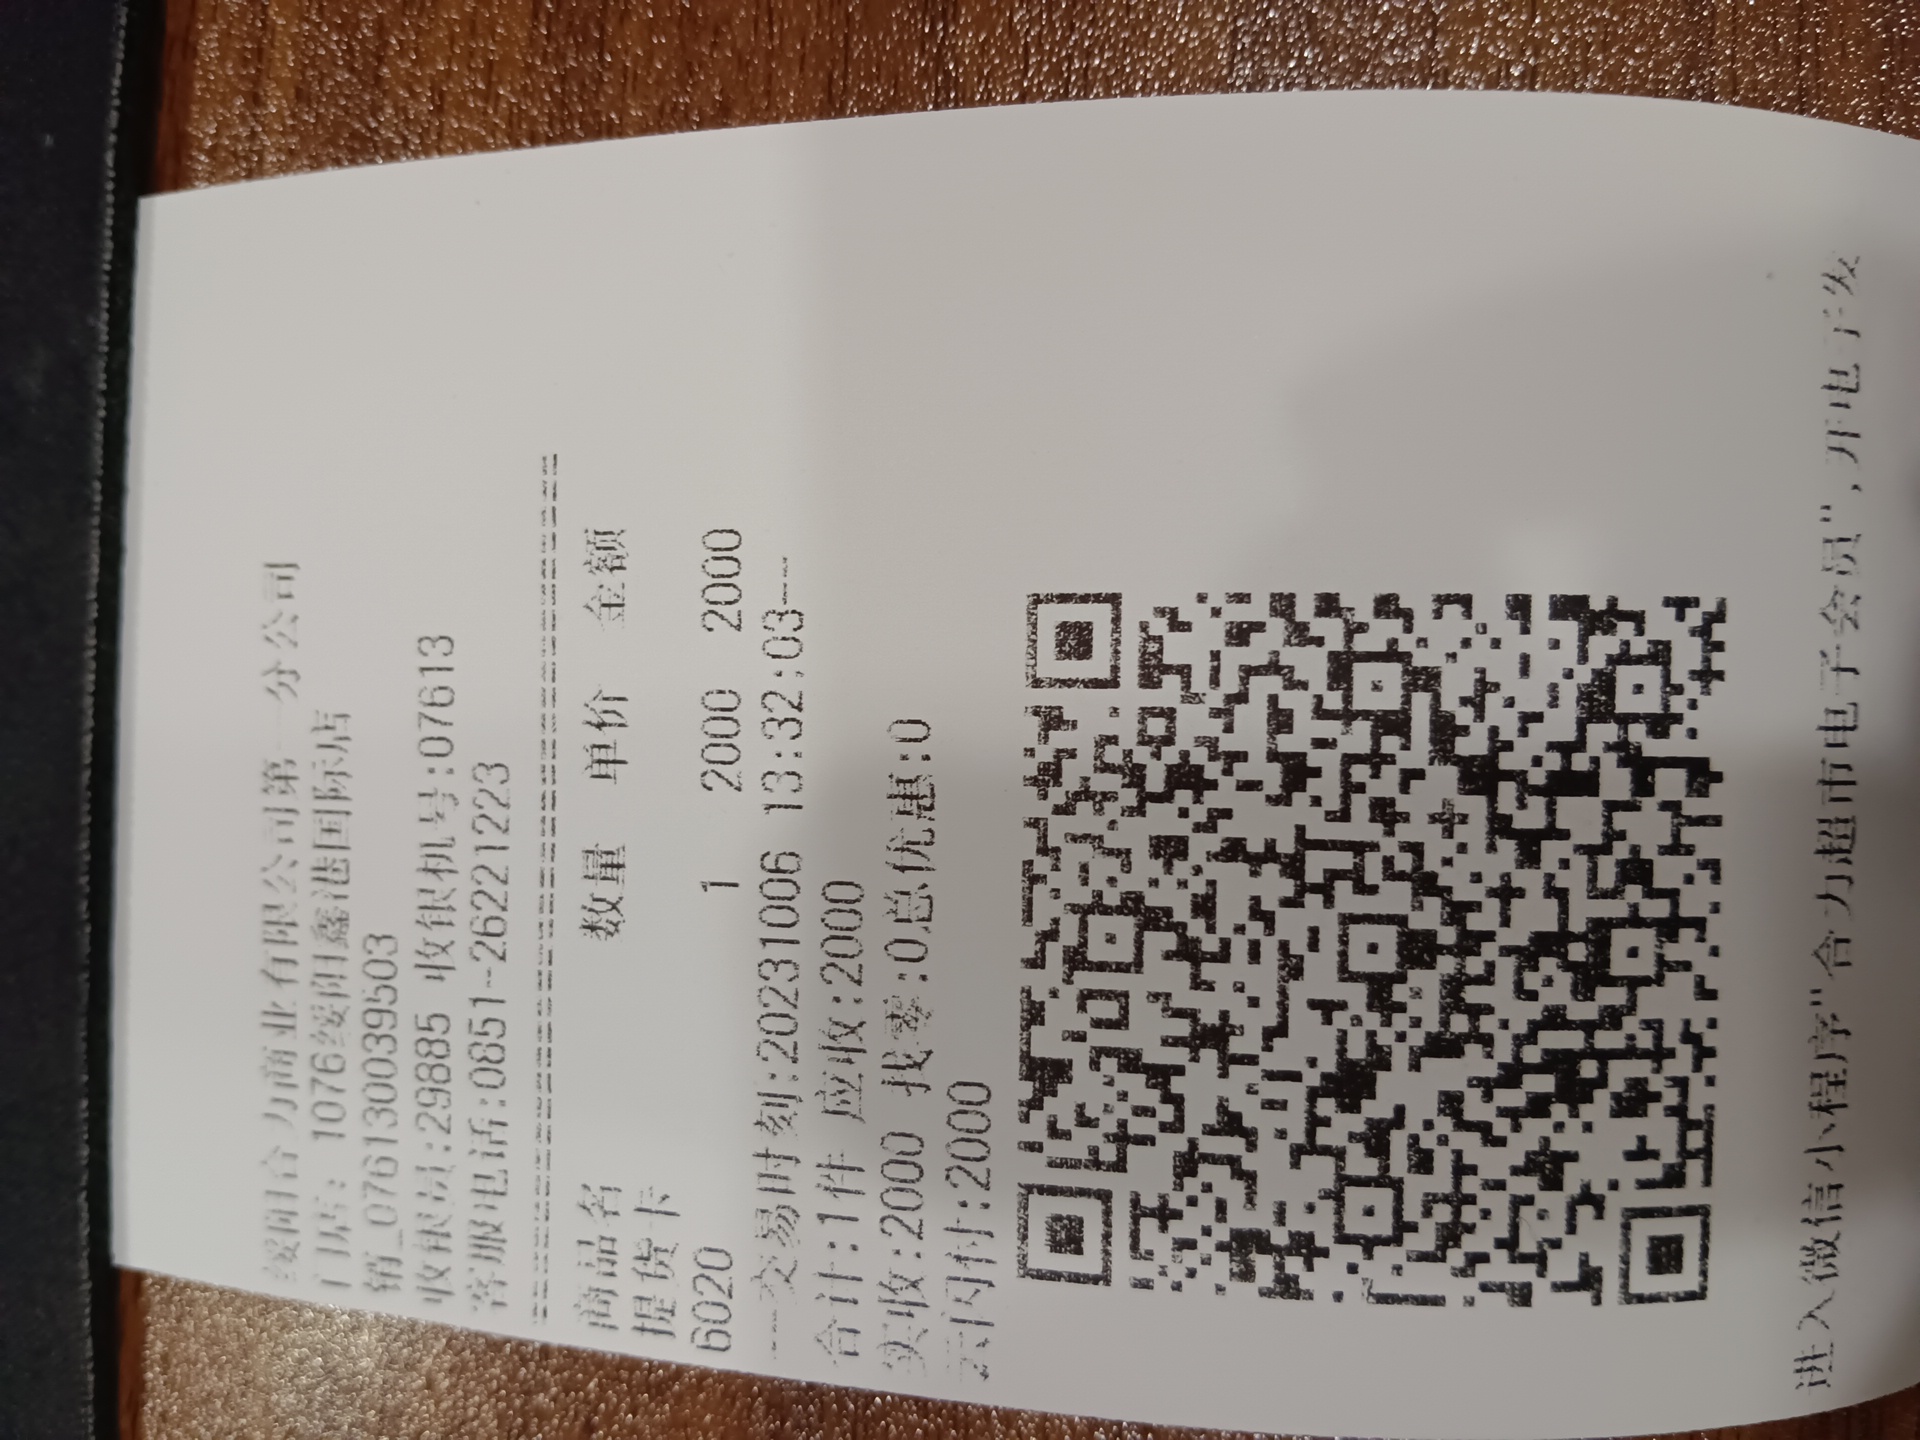 绥阳合力商业有限公司第一分公司
门店: 1076绥阳鑫港国际店
销_0761300039503
收银员:29885 收银机号:07613
客服电话:0851-26221223
商品名 数量 单价 金额
提货卡
6020 1 2000 2000
---交易时刻:20231006 13:32:03---
合计:1件 应收:2000
实收:2000 找零:0总优惠:0
云闪付:2000
进入微信小程序"合力超市电子会员",开电子发